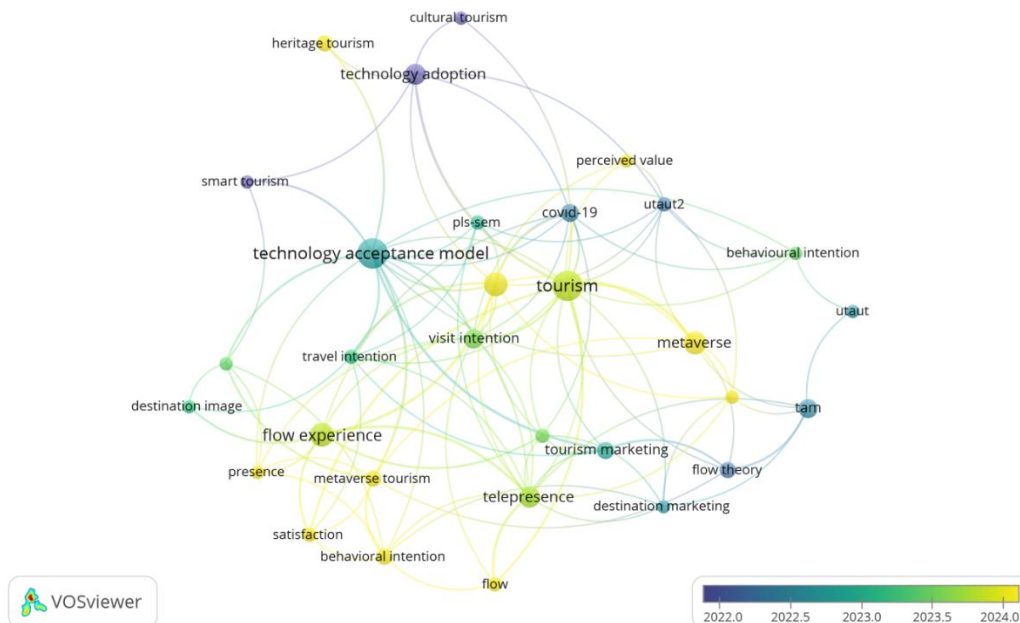 cultural tourism
heritage tourism
technology adoption
perceived value
smart tourism
utaut2
covid-19
pls-sem
technology acceptance model
behavioural intention
tourism
utaut
visit intention
metaverse
travel intention
destination image
tam
flow experience
tourism marketing
presence
flow theory
metaverse tourism
telepresence
destination marketing
satisfaction
behavioral intention
flow
VOSviewer
2022.0 2022.5 2023.0 2023.5 2024.0